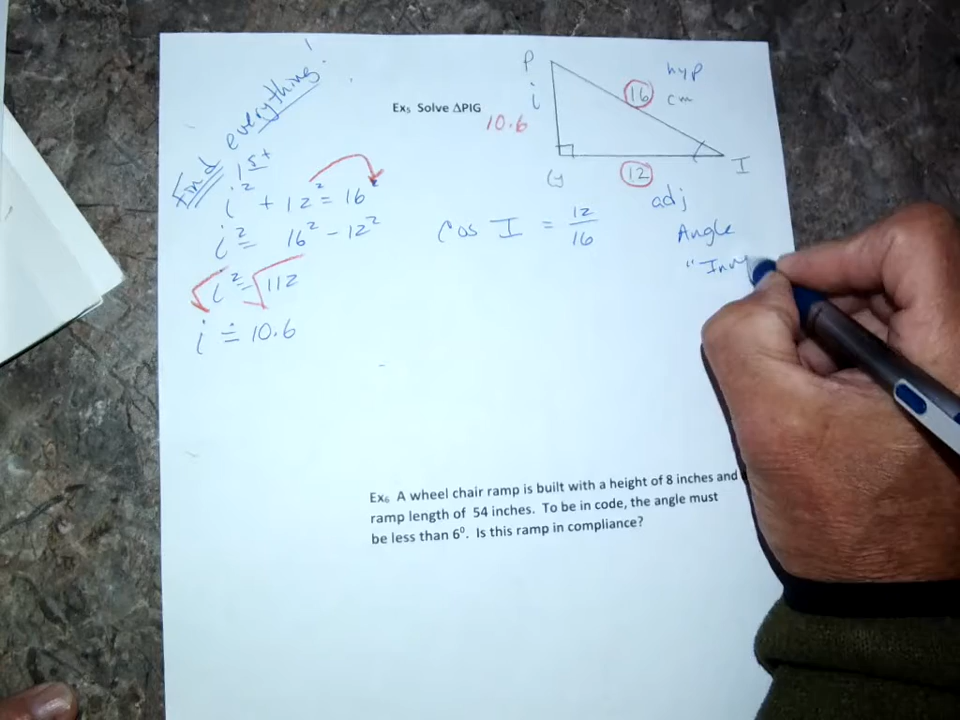 Find everything!
Ex₅ Solve ΔPIG
P
hyp
i
16
cm
10.6
G
12
I
adj
1st
i² + 12² = 16²
i² = 16² - 12²
i² = 112
i ≐ 10.6
cos I = 12/16
Angle
"Inv
Ex₆ A wheel chair ramp is built with a height of 8 inches and
ramp length of 54 inches. To be in code, the angle must
be less than 6⁰. Is this ramp in compliance?